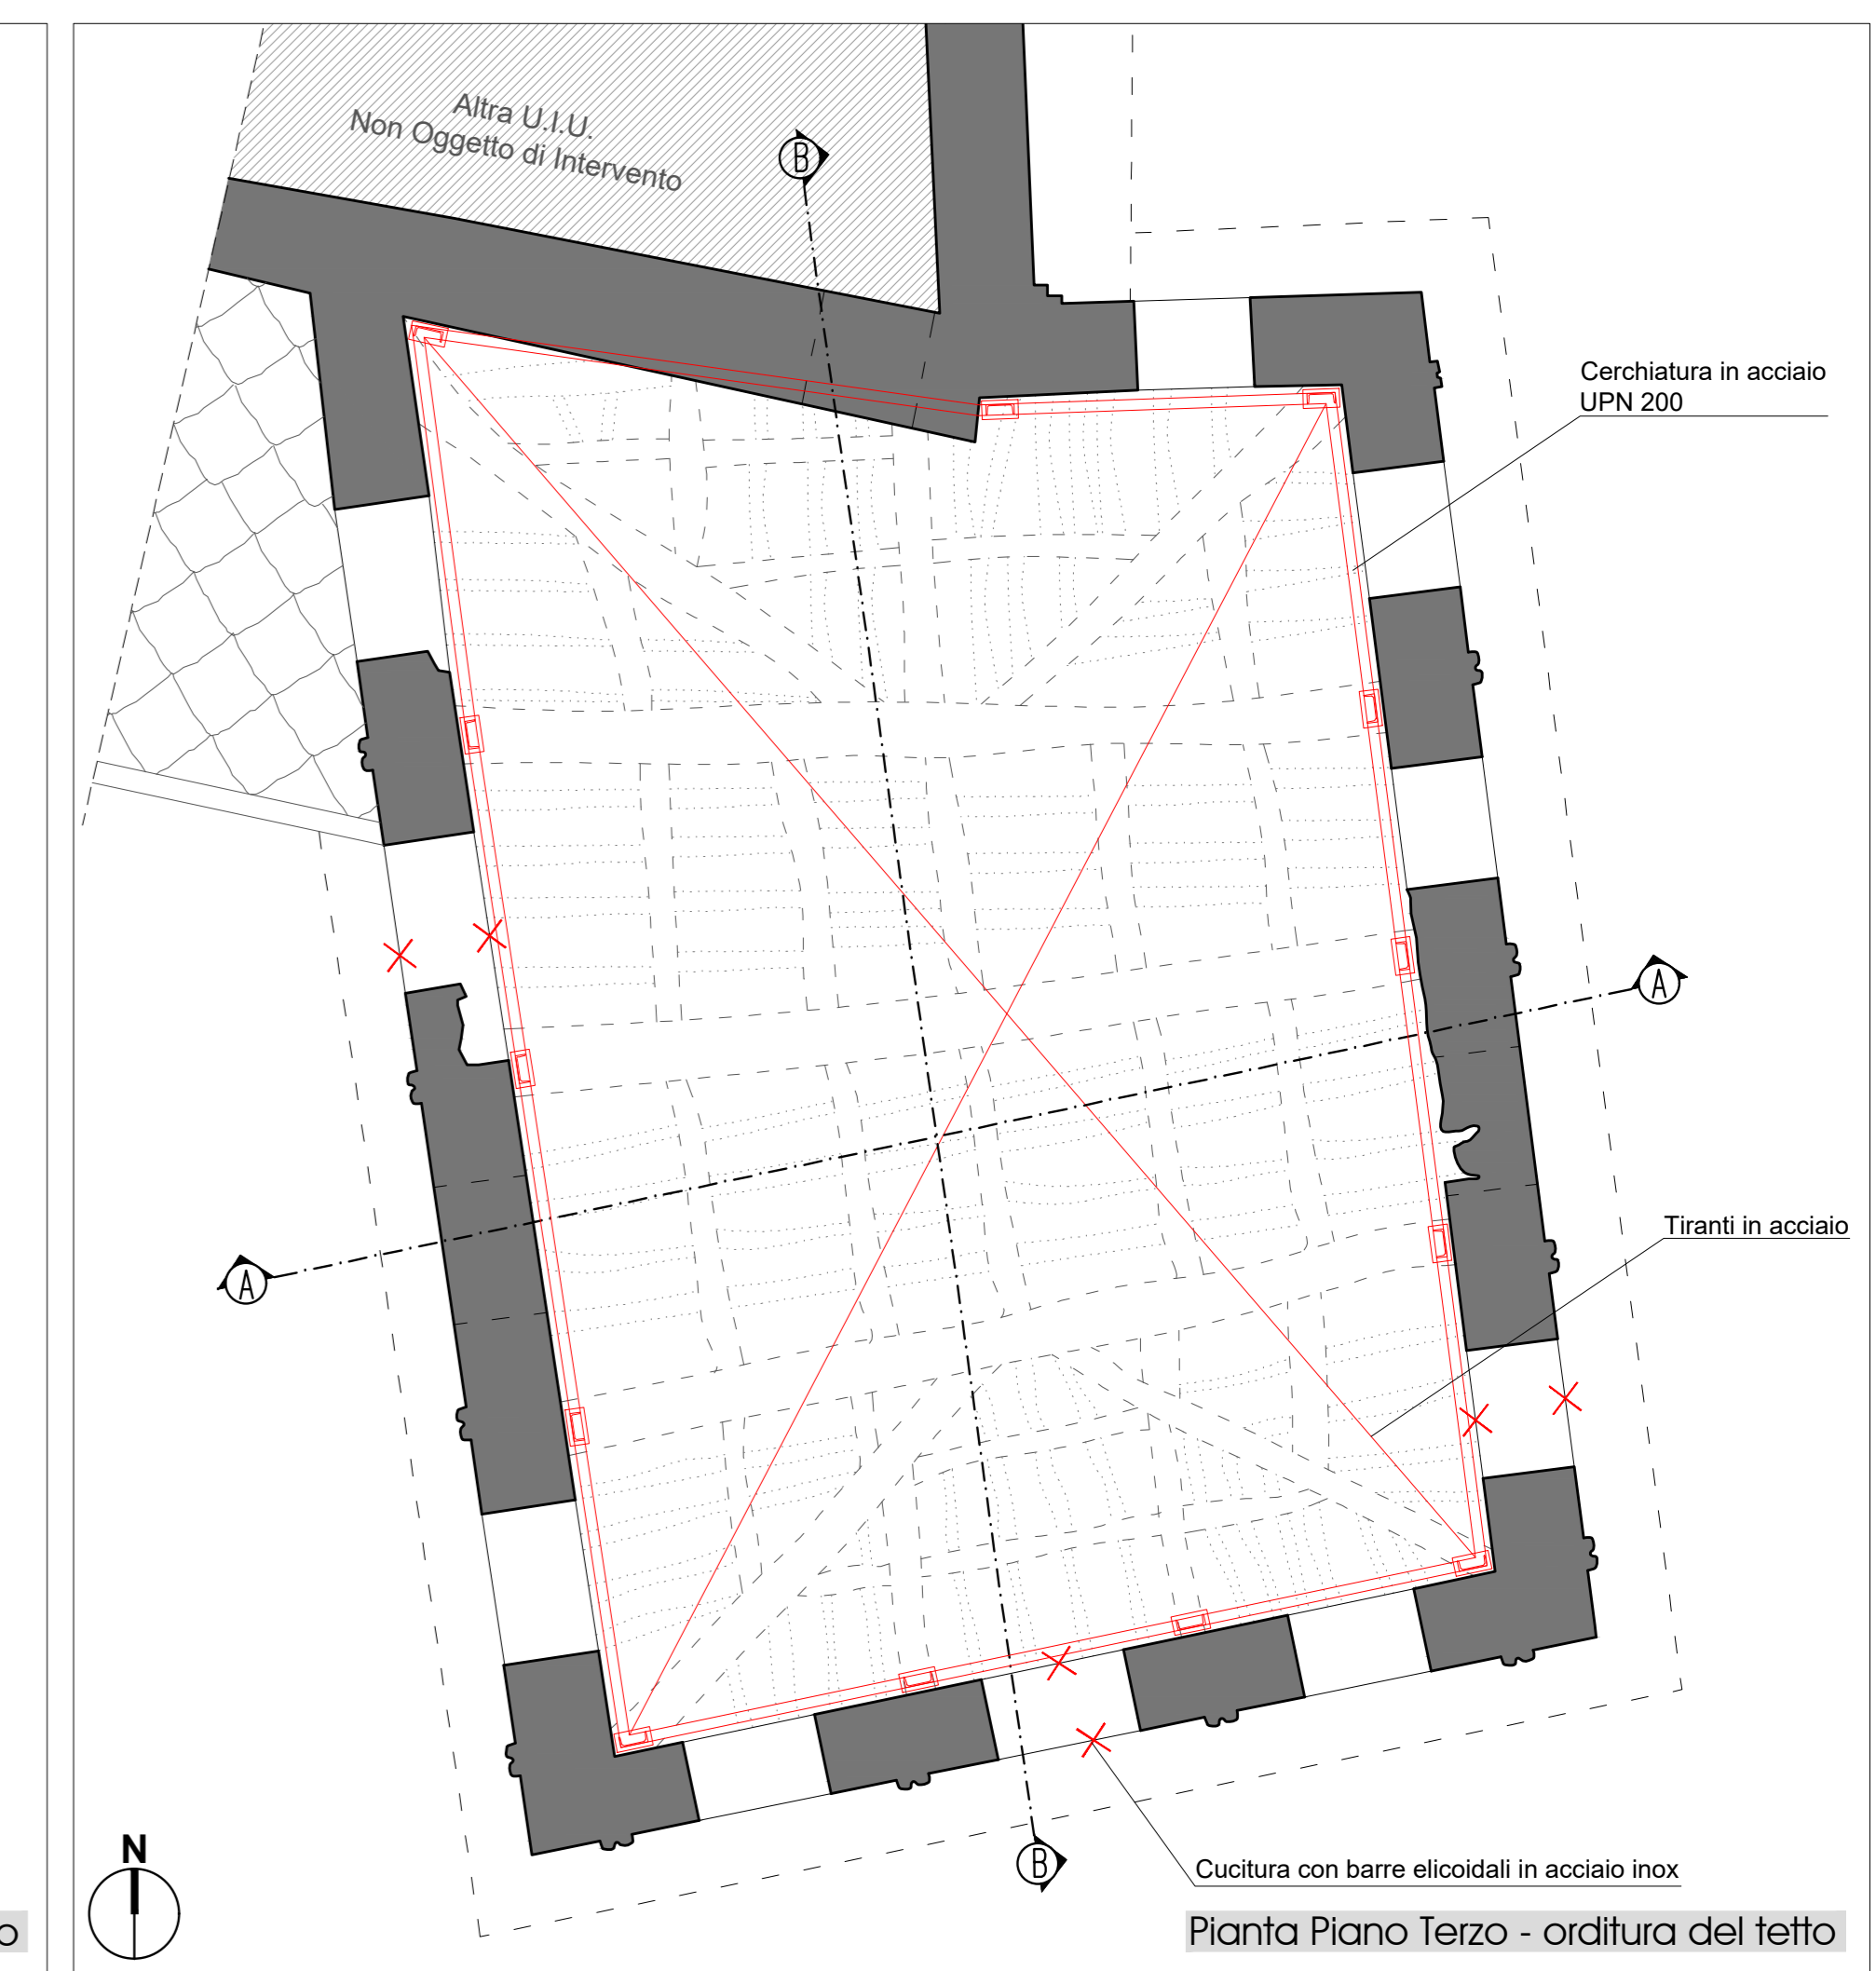 Altra U.I.U.
Non Oggetto di Intervento
B
Cerchiatura in acciaio
UPN 200
A
Tiranti in acciaio
A
B
Cucitura con barre elicoidali in acciaio inox
N
o
Pianta Piano Terzo - orditura del tetto